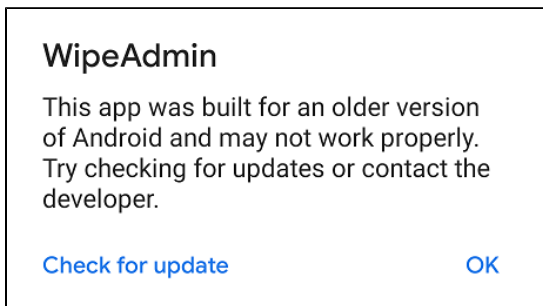 WipeAdmin
This app was built for an older version
of Android and may not work properly.
Try checking for updates or contact the
developer.
Check for update OK